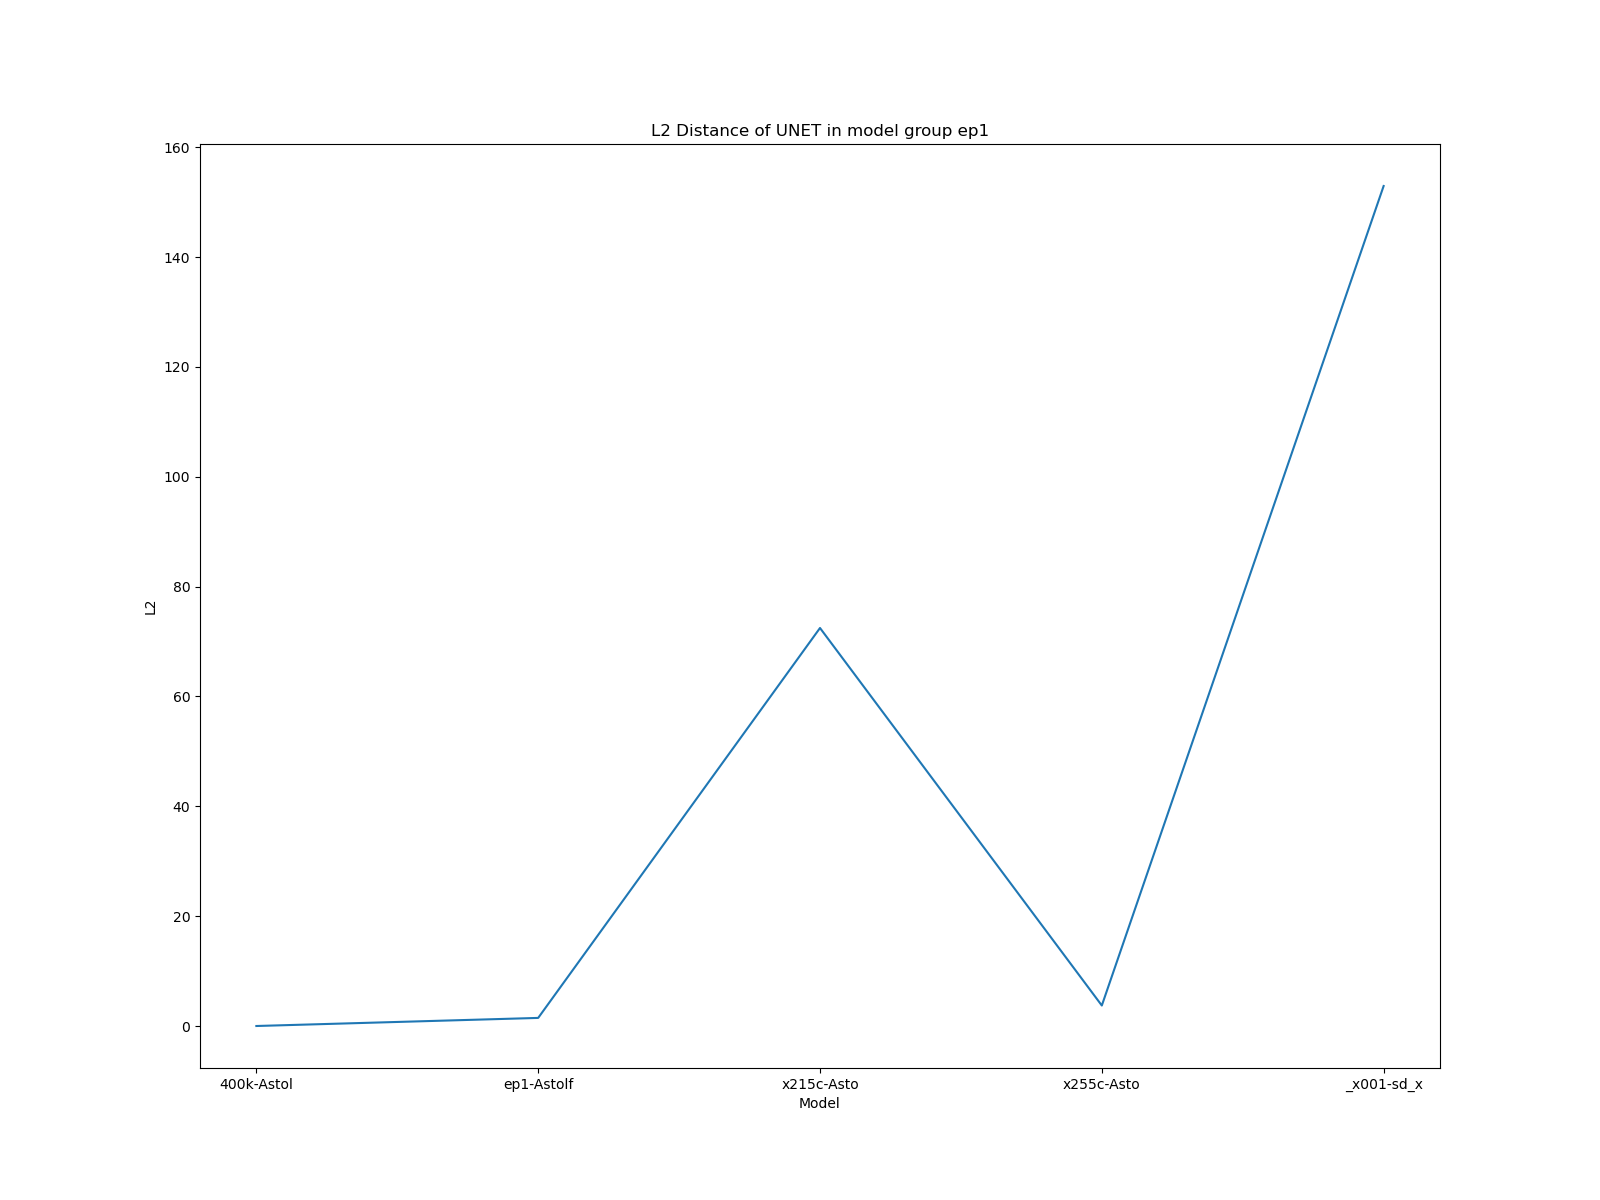 L2 Distance of UNET in model group ep1
160
140
120
100
80
60
40
20
0
L2
400k-Astol
ep1-Astolf
x215c-Asto
x255c-Asto
_x001-sd_x
Model